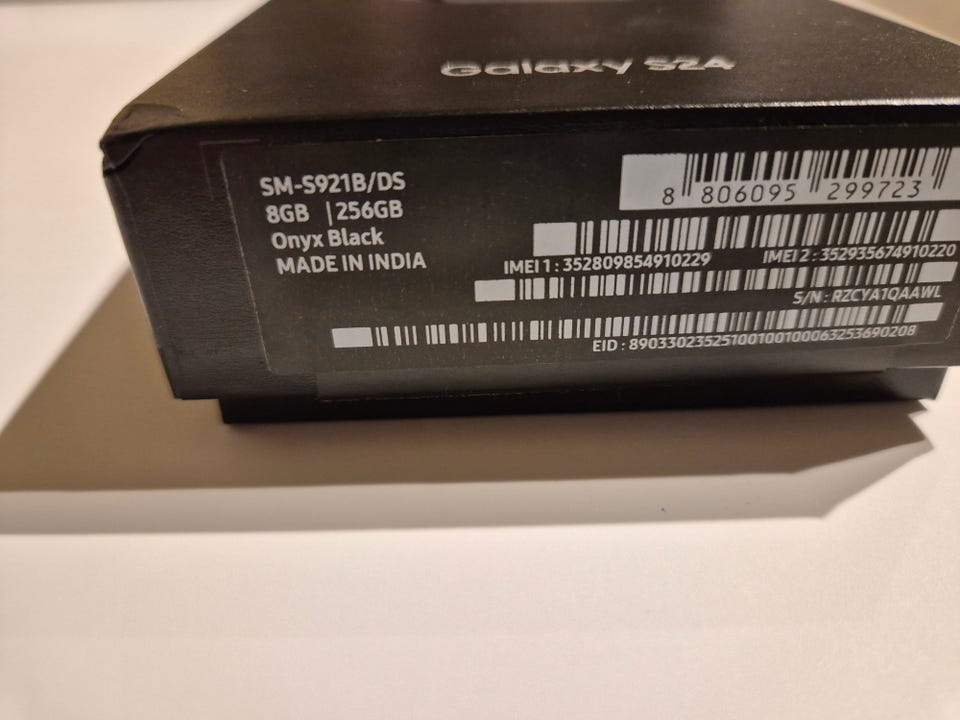 Galaxy S24
SM-S921B/DS
8GB | 256GB
Onyx Black
MADE IN INDIA
8 806095 299723
IMEI 1 : 352809854910229
IMEI 2 : 352935674910220
S/N : RZCYA1QAAWL
EID : 89033023525100100100063253690208